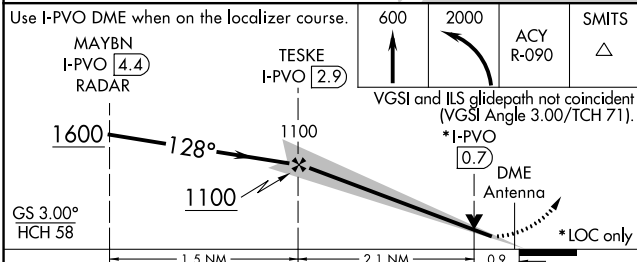 Use I-PVO DME when on the localizer course.
600
2000
ACY
R-090
SMITS
MAYBN
I-PVO 4.4
RADAR
TESKE
I-PVO 2.9
VGSI and ILS glidepath not coincident
(VGSI Angle 3.00/TCH 71).
*I-PVO
0.7
DME
Antenna
1600
128°
1100
1100
GS 3.00°
HCH 58
*LOC only
1.5 NM
2.1 NM
0.9